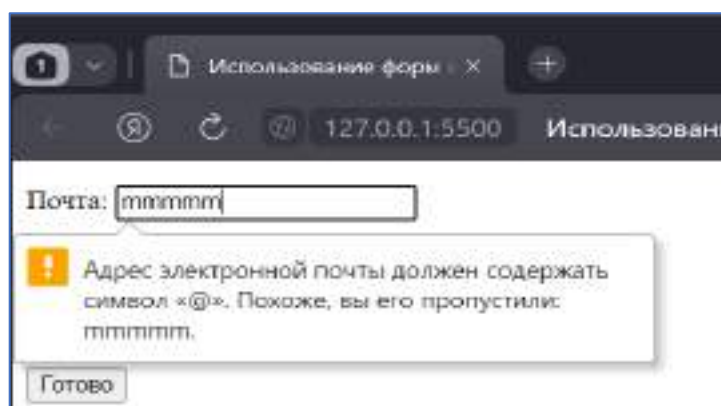 1
Использование форм
127.0.0.1:5500 Использован
Почта: mmmmm
Адрес электронной почты должен содержать
символ «@». Похоже, вы его пропустили:
mmmmm.
Готово